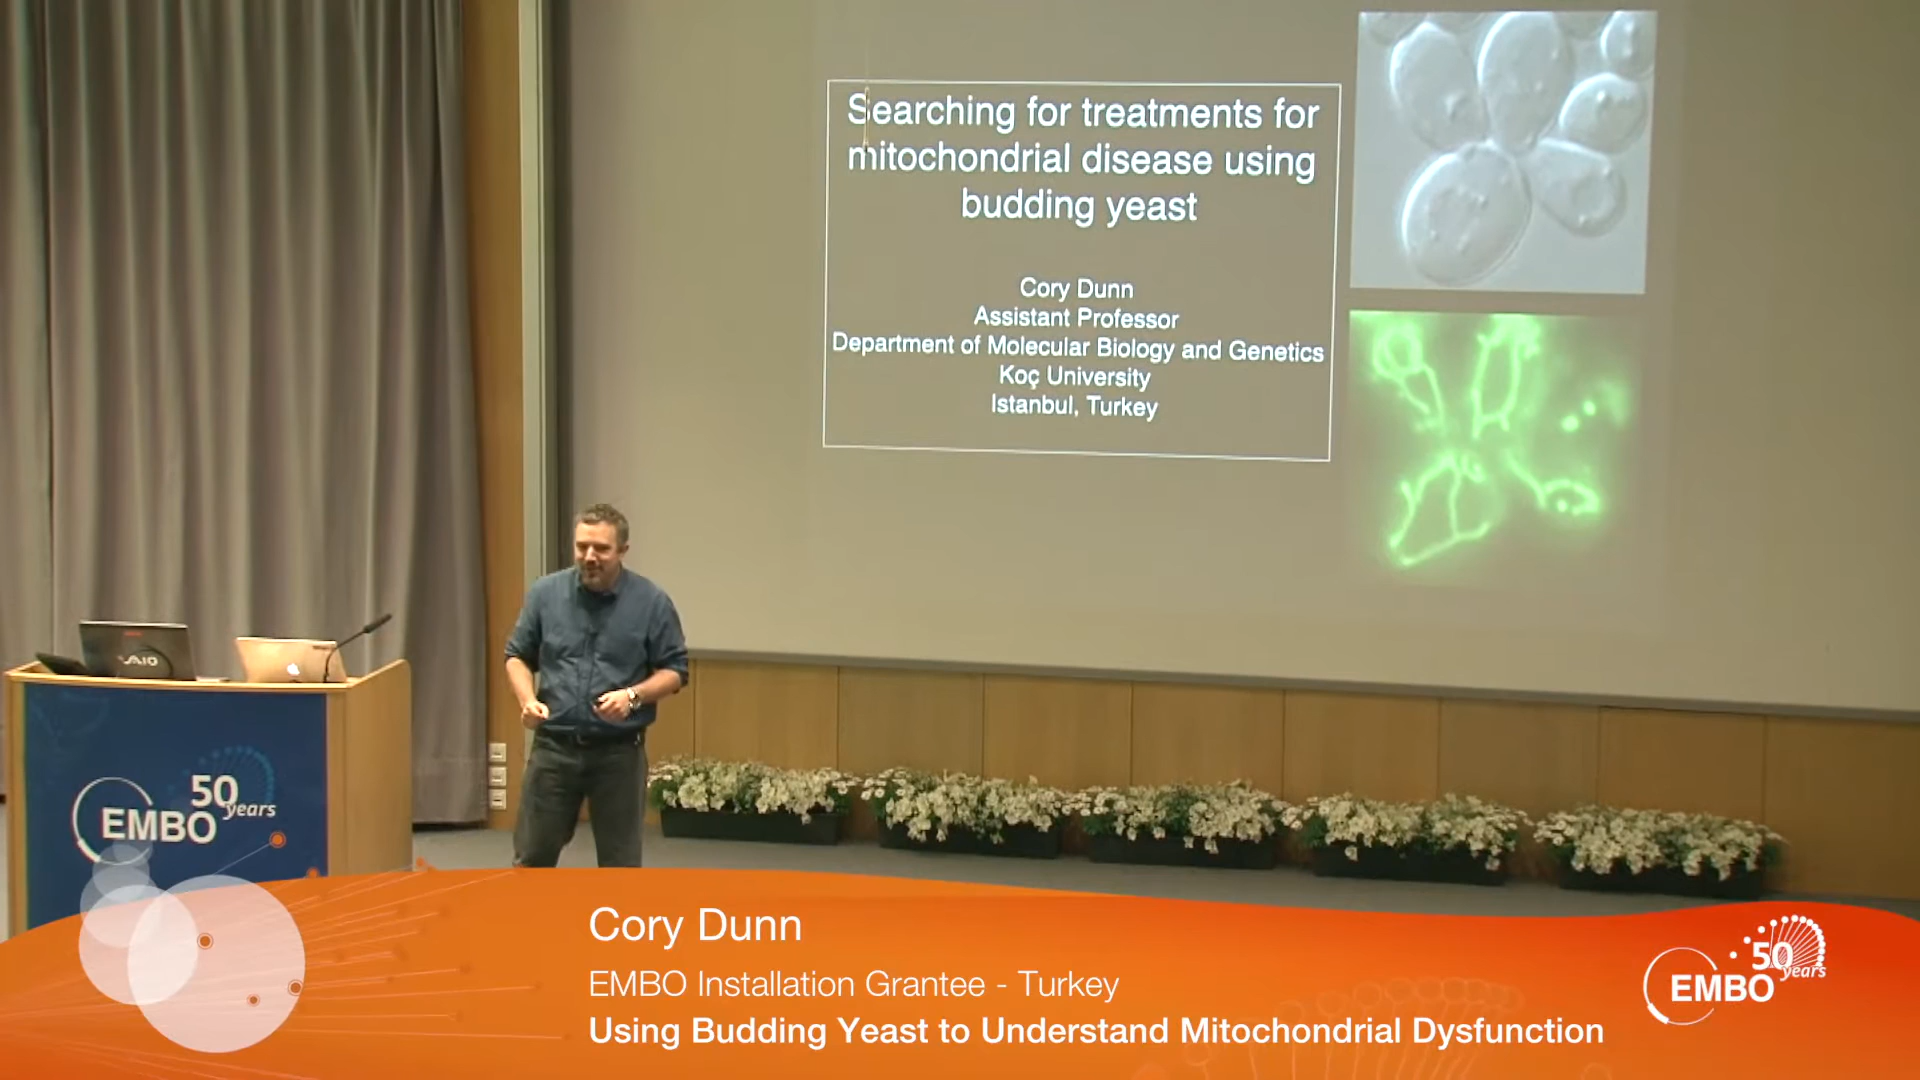 Searching for treatments for
mitochondrial disease using
budding yeast
Cory Dunn
Assistant Professor
Department of Molecular Biology and Genetics
Koç University
Istanbul, Turkey
VAIO
50
years
EMBO
Cory Dunn
EMBO Installation Grantee - Turkey
Using Budding Yeast to Understand Mitochondrial Dysfunction
50
years
EMBO